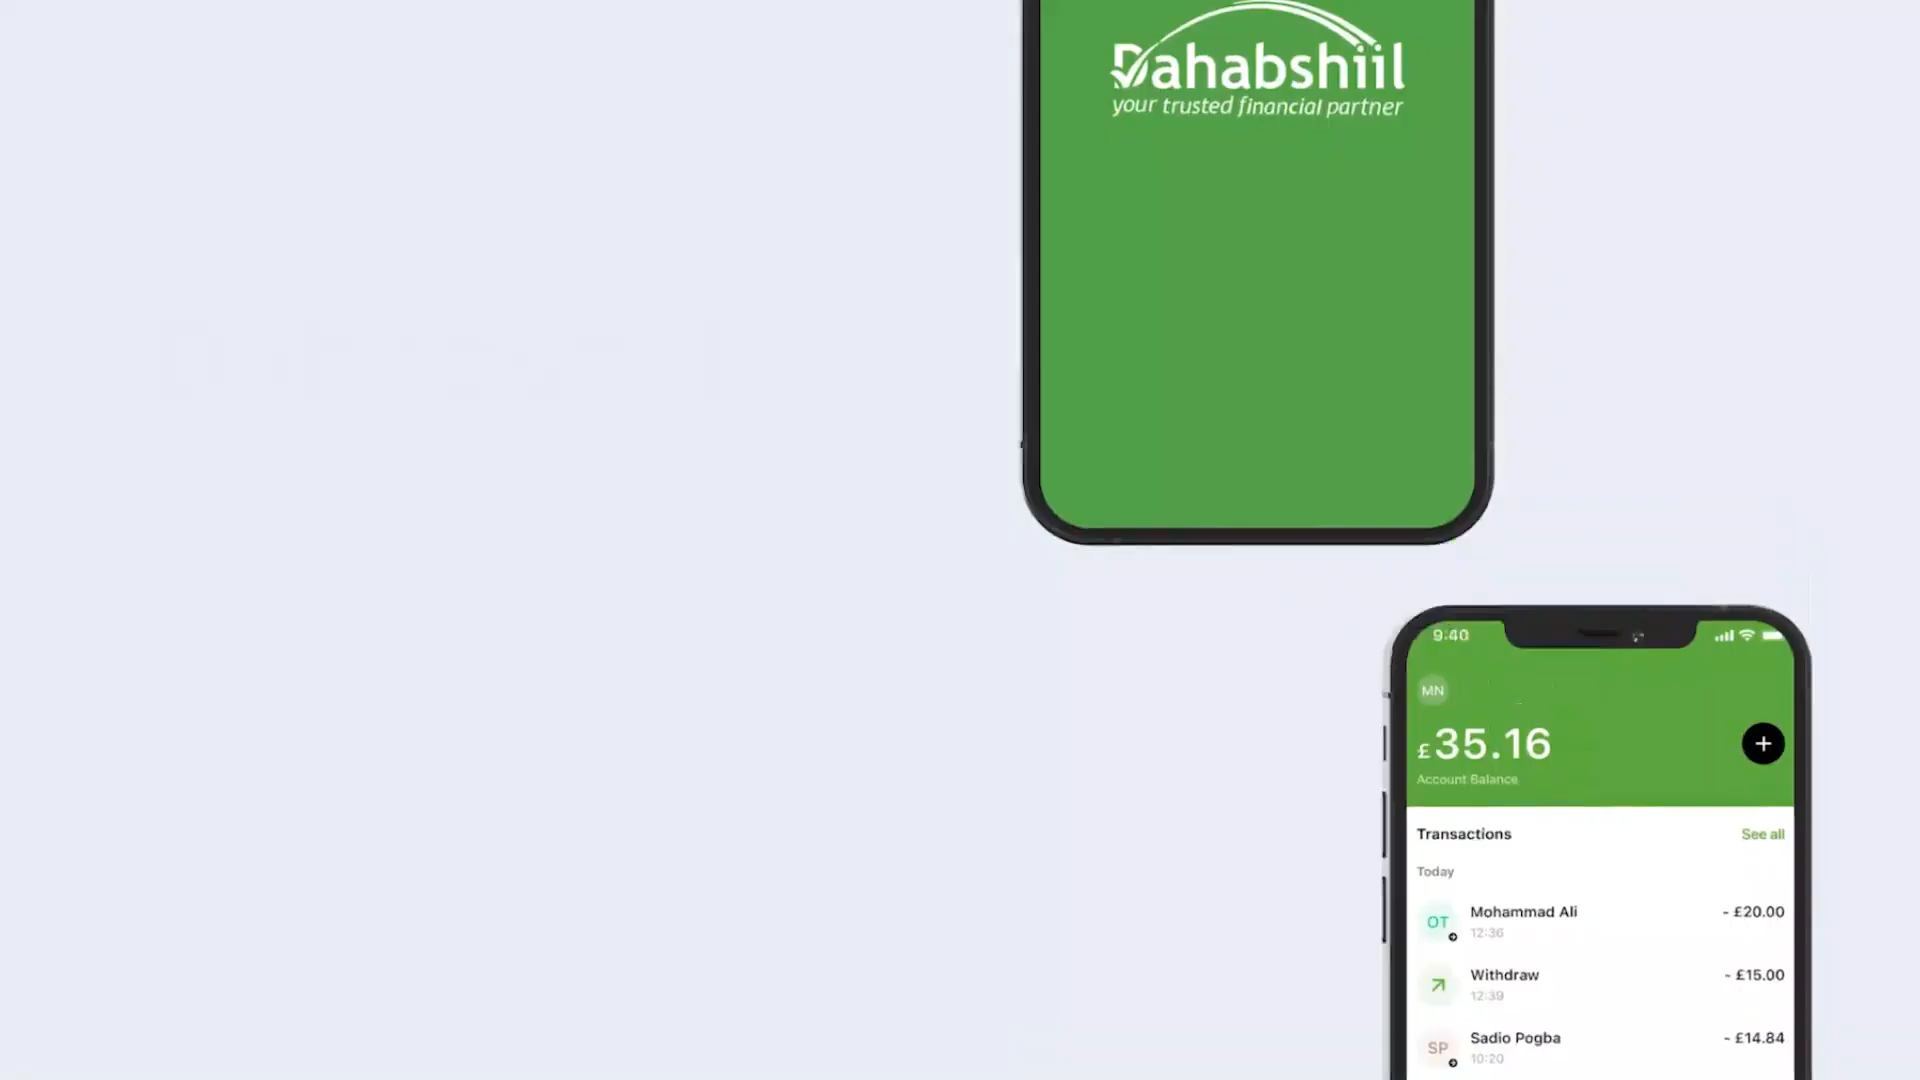 Dahabshiil
your trusted financial partner
9:40
MN
£35.16
Account Balance
Transactions
See all
Today
OT
Mohammad Ali
- £20.00
12:36
Withdraw
- £15.00
12:39
SP
Sadio Pogba
- £14.84
10:20